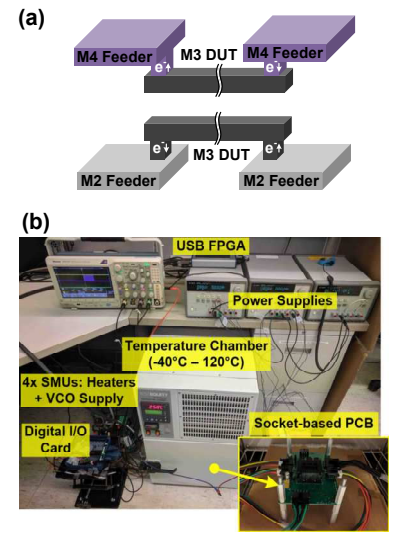 (a)
M4 Feeder
M3 DUT
M4 Feeder
e⁻
e⁻
e⁻
e⁻
M3 DUT
M2 Feeder
M2 Feeder
(b)
USB FPGA
Power Supplies
Temperature Chamber
(-40°C – 120°C)
4x SMUs: Heaters
+ VCO Supply
Digital I/O
Card
Socket-based PCB